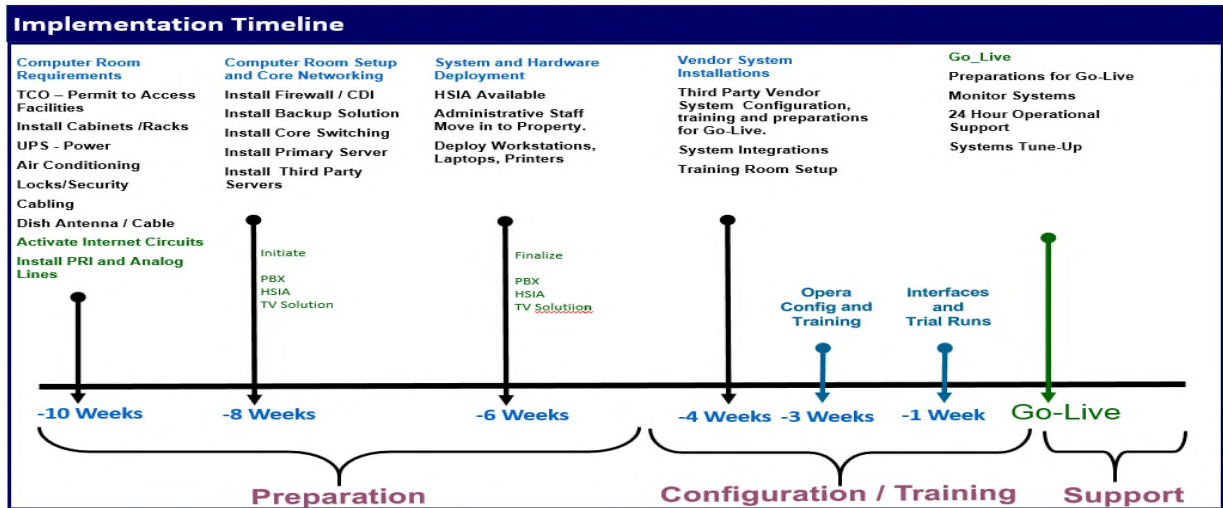 Implementation Timeline
Computer Room
Requirements
TCO – Permit to Access
Facilities
Install Cabinets /Racks
UPS - Power
Air Conditioning
Locks/Security
Cabling
Dish Antenna / Cable
Activate Internet Circuits
Install PRI and Analog
Lines
Computer Room Setup
and Core Networking
Install Firewall / CDI
Install Backup Solution
Install Core Switching
Install Primary Server
Install Third Party
Servers
Initiate
PBX
HSIA
TV Solution
System and Hardware
Deployment
HSIA Available
Administrative Staff
Move in to Property.
Deploy Workstations,
Laptops, Printers
Finalize
PBX
HSIA
TV Solutiion
Vendor System
Installations
Third Party Vendor
System Configuration,
training and preparations
for Go-Live.
System Integrations
Training Room Setup
Opera
Config and
Training
Interfaces
and
Trial Runs
Go_Live
Preparations for Go-Live
Monitor Systems
24 Hour Operational
Support
Systems Tune-Up
-10 Weeks
-8 Weeks
-6 Weeks
-4 Weeks
-3 Weeks
-1 Week
Go-Live
Preparation
Configuration / Training
Support